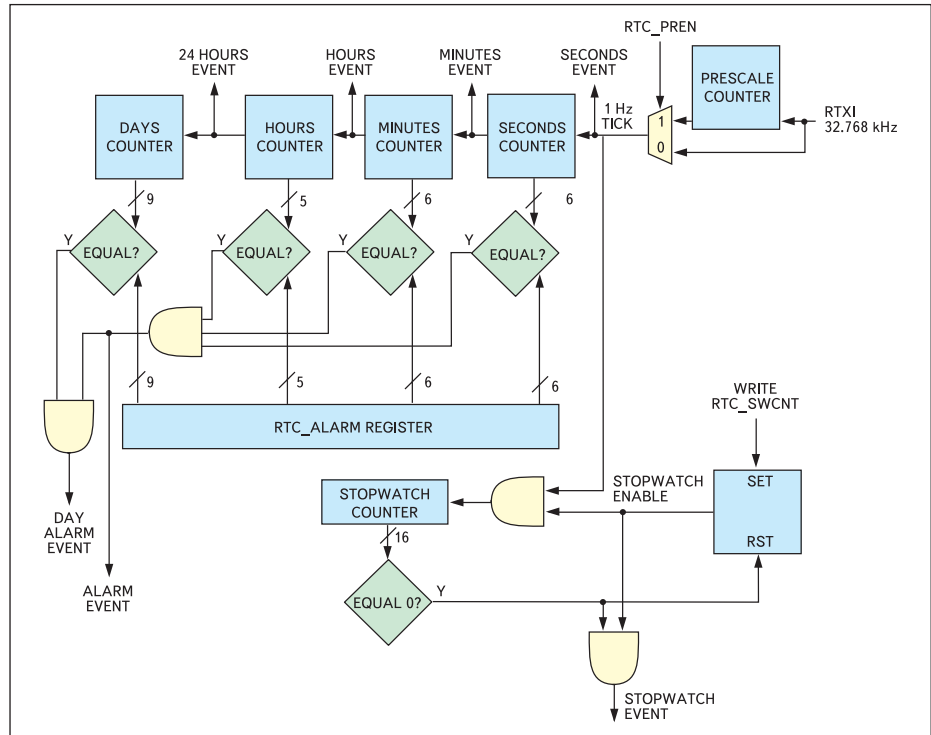 RTC_PREN
24 HOURS
EVENT
HOURS
EVENT
MINUTES
EVENT
SECONDS
EVENT
PRESCALE
COUNTER
RTXI
32.768 kHz
1 Hz
TICK
1
0
DAYS
COUNTER
HOURS
COUNTER
MINUTES
COUNTER
SECONDS
COUNTER
9
5
6
6
Y
EQUAL?
Y
EQUAL?
Y
EQUAL?
Y
EQUAL?
9
5
6
6
RTC_ALARM REGISTER
WRITE
RTC_SWCNT
DAY
ALARM
EVENT
ALARM
EVENT
STOPWATCH
COUNTER
STOPWATCH
ENABLE
SET
RST
16
EQUAL 0?
Y
STOPWATCH
EVENT